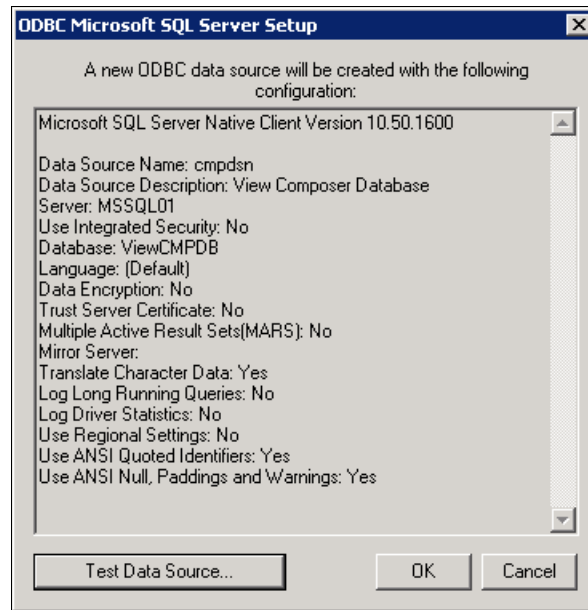 ODBC Microsoft SQL Server Setup
A new ODBC data source will be created with the following
configuration:
Microsoft SQL Server Native Client Version 10.50.1600
Data Source Name: cmpdsn
Data Source Description: View Composer Database
Server: MSSQL01
Use Integrated Security: No
Database: ViewCMPDB
Language: (Default)
Data Encryption: No
Trust Server Certificate: No
Multiple Active Result Sets(MARS): No
Mirror Server:
Translate Character Data: Yes
Log Long Running Queries: No
Log Driver Statistics: No
Use Regional Settings: No
Use ANSI Quoted Identifiers: Yes
Use ANSI Null, Paddings and Warnings: Yes
Test Data Source... OK Cancel